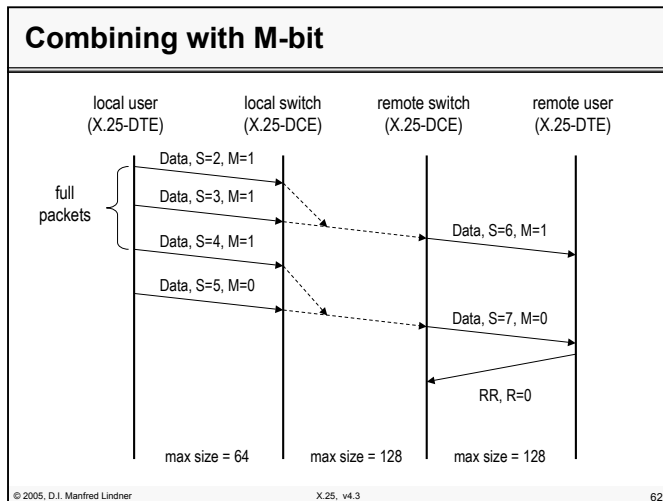 Combining with M-bit
local user
(X.25-DTE)
local switch
(X.25-DCE)
remote switch
(X.25-DCE)
remote user
(X.25-DTE)
full
packets
Data, S=2, M=1
Data, S=3, M=1
Data, S=4, M=1
Data, S=5, M=0
Data, S=6, M=1
Data, S=7, M=0
RR, R=0
max size = 64
max size = 128
max size = 128
© 2005, D.I. Manfred Lindner
X.25, v4.3
62